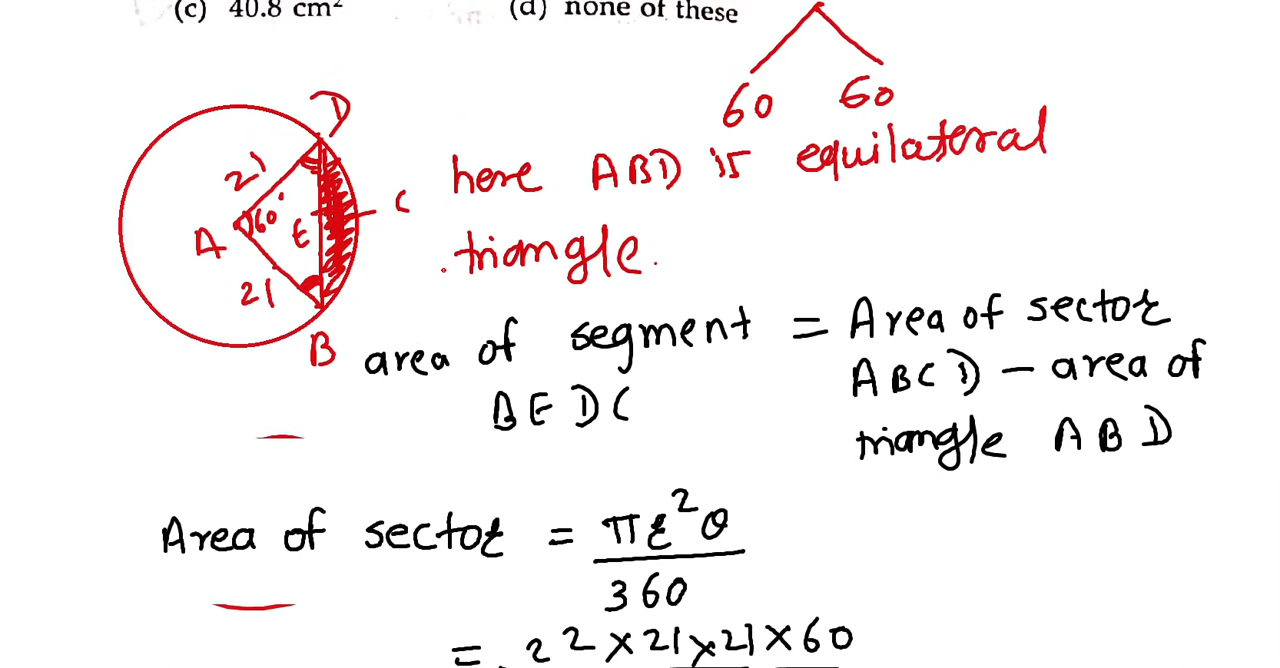 (c) 40.8 cm² (d) none of these
60 60
D
21
here ABD is equilateral
60° E C
A
triangle.
21
B
area of segment = Area of sector
BEDC ABCD - area of
triangle ABD
Area of sector = πr²θ
360
= 22×21×21×60